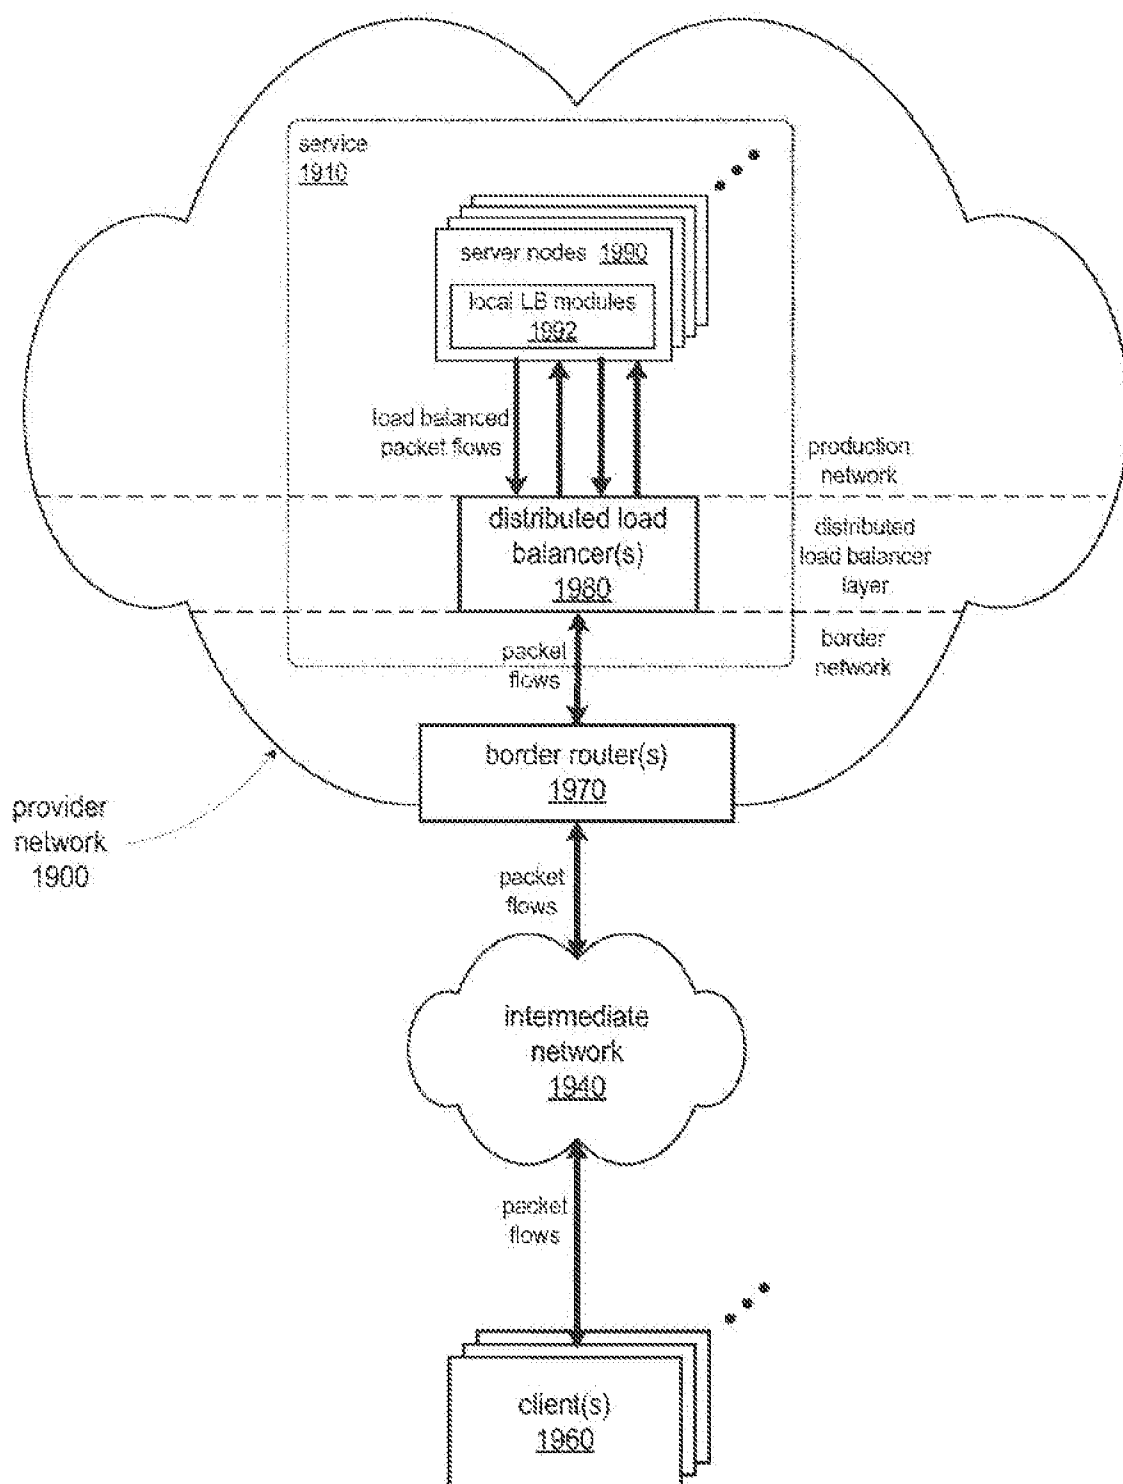 service
1910
server nodes 1990
local LB modules
1992
load balanced
packet flows
production
network
distributed load
balancer(s)
1980
distributed
load balancer
layer
border
network
packet
flows
border router(s)
1970
provider
network
1900
packet
flows
intermediate
network
1940
packet
flows
client(s)
1960